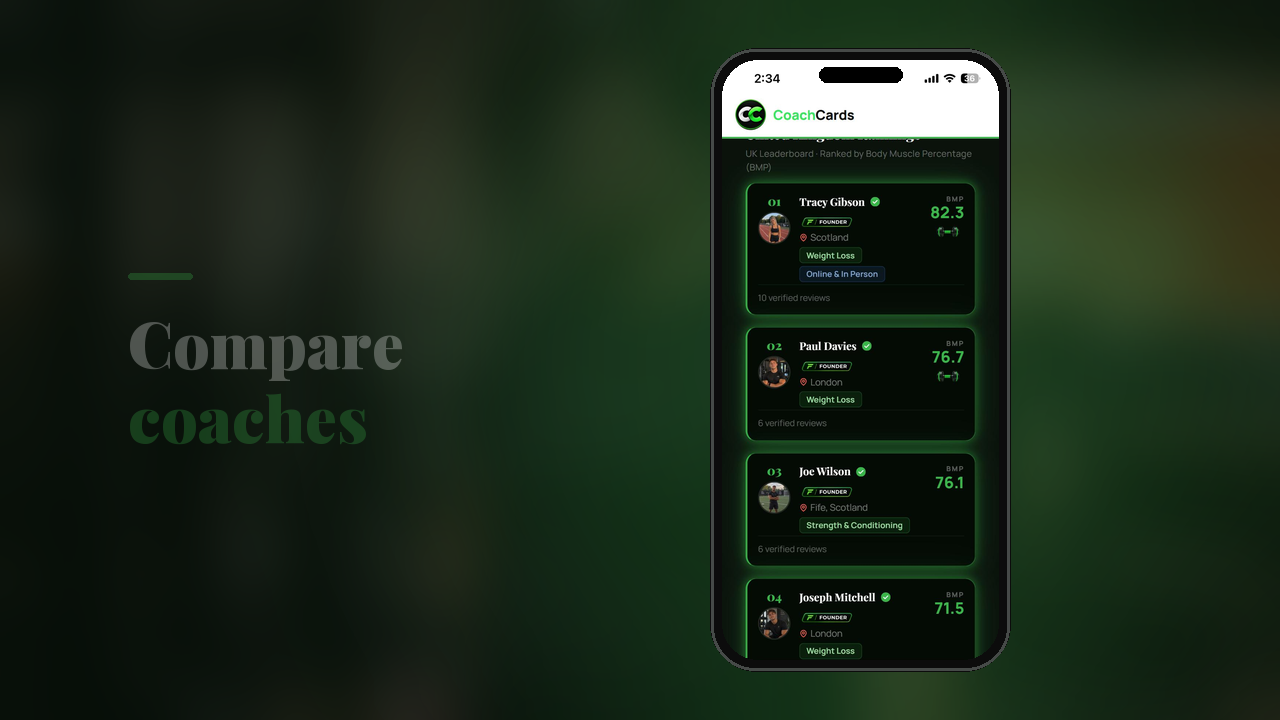 Compare
coaches
2:34
36
CC
CoachCards
UK Leaderboard · Ranked by Body Muscle Percentage
(BMP)
01
Tracy Gibson
BMP
82.3
FOUNDER
Scotland
Weight Loss
Online & In Person
10 verified reviews
02
Paul Davies
BMP
76.7
FOUNDER
London
Weight Loss
6 verified reviews
03
Joe Wilson
BMP
76.1
FOUNDER
Fife, Scotland
Strength & Conditioning
6 verified reviews
04
Joseph Mitchell
BMP
71.5
FOUNDER
London
Weight Loss